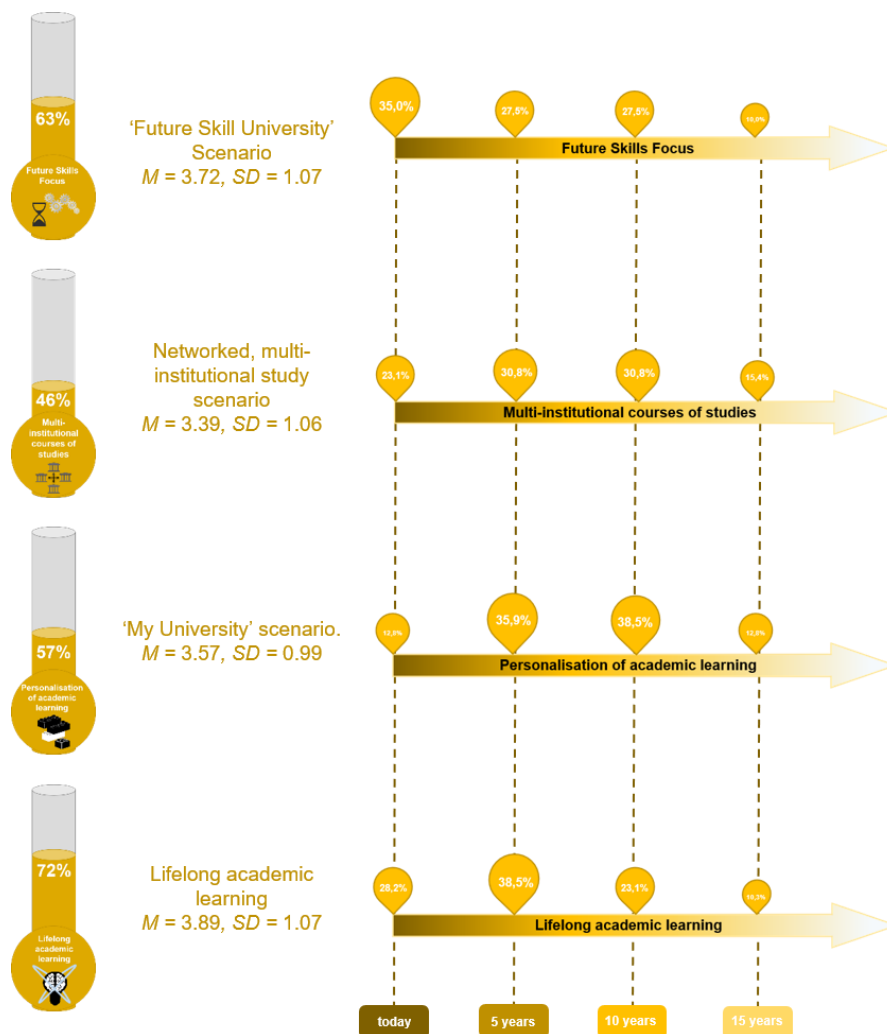 63%
Future Skills
Focus
'Future Skill University'
Scenario
M = 3.72, SD = 1.07
35,0%
27,5%
27,5%
10,0%
Future Skills Focus
46%
Multi-
institutional
courses of
studies
Networked, multi-
institutional study
scenario
M = 3.39, SD = 1.06
23,1%
30,8%
30,8%
15,4%
Multi-institutional courses of studies
57%
Personalisation
of academic
learning
'My University' scenario.
M = 3.57, SD = 0.99
35,9%
38,5%
12,8%
Personalisation of academic learning
72%
Lifelong
academic
learning
Lifelong academic
learning
M = 3.89, SD = 1.07
28,2%
38,5%
23,1%
10,3%
Lifelong academic learning
today
5 years
10 years
15 years